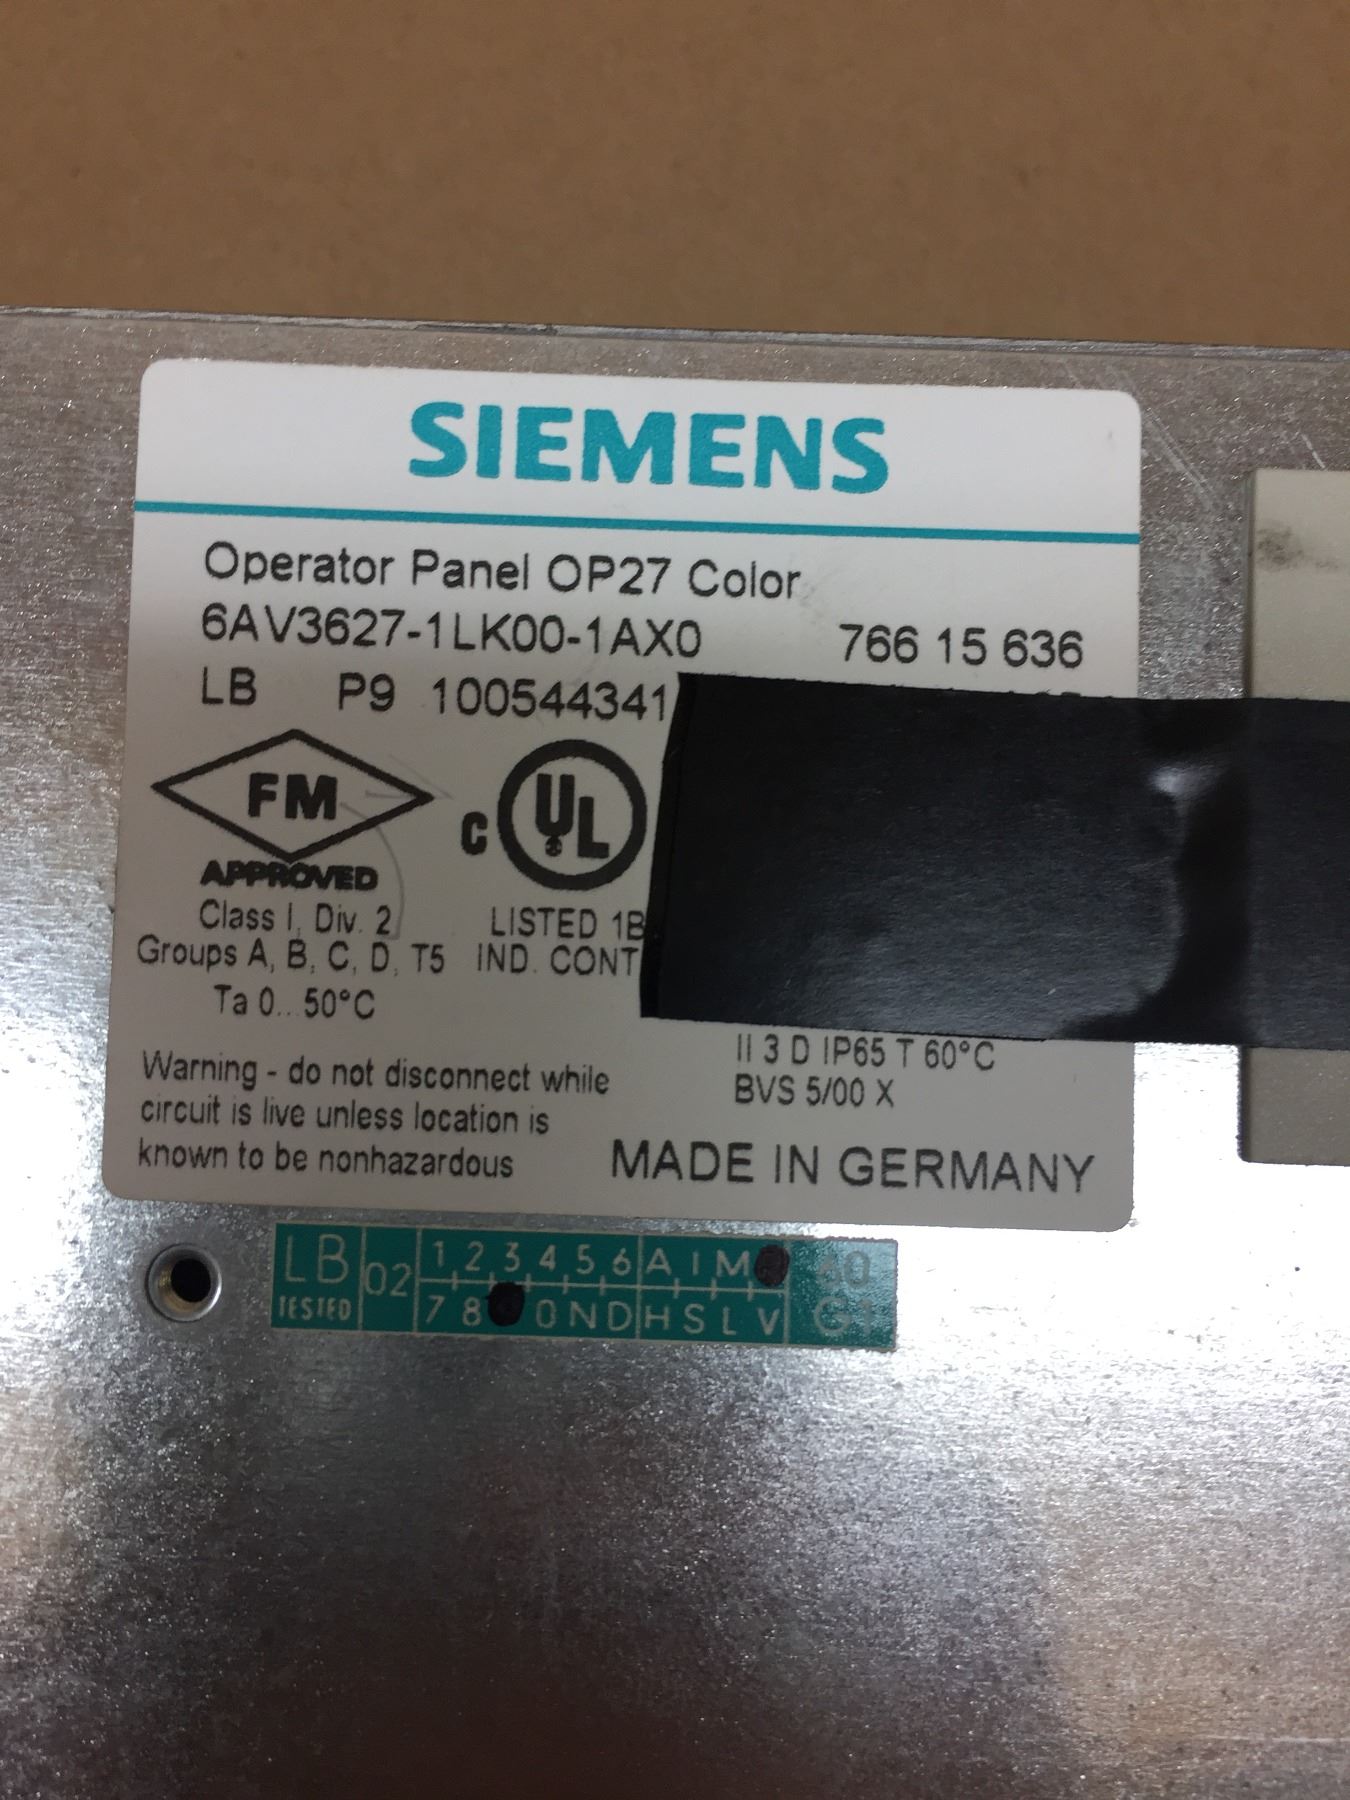 SIEMENS
Operator Panel OP27 Color
6AV3627-1LK00-1AX0 766 15 636
LB P9 100544341
FM
APPROVED
C UL
Class I, Div. 2
Groups A, B, C, D, T5
Ta 0...50°C
LISTED 1B
IND. CONT
Warning - do not disconnect while
circuit is live unless location is
known to be nonhazardous
II 3 D IP65 T 60°C
BVS 5/00 X
MADE IN GERMANY
LB 02 1 2 3 4 5 6 A I M
TESTED 7 8 0 N D H S L V G1